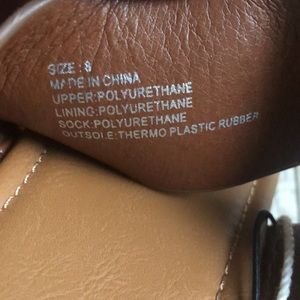 SIZE : 8
MADE IN CHINA
UPPER:POLYURETHANE
LINING:POLYURETHANE
SOCK:POLYURETHANE
OUTSOLE:THERMO PLASTIC RUBBER